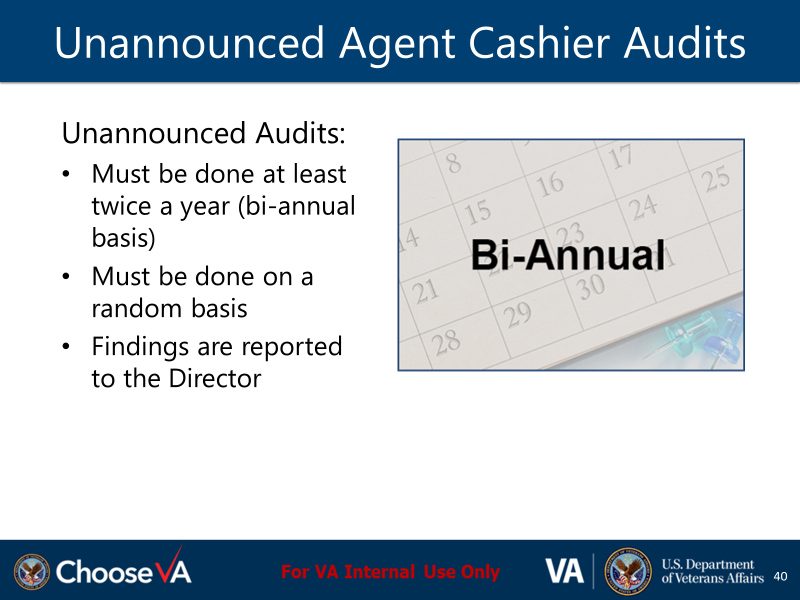 Unannounced Agent Cashier Audits
Unannounced Audits:
• Must be done at least
twice a year (bi-annual
basis)
• Must be done on a
random basis
• Findings are reported
to the Director
8
17
25
16
24
15
23
14
31
30
21
29
28
Bi-Annual
Choose VA
For VA Internal Use Only
VA
U.S. Department
of Veterans Affairs
40